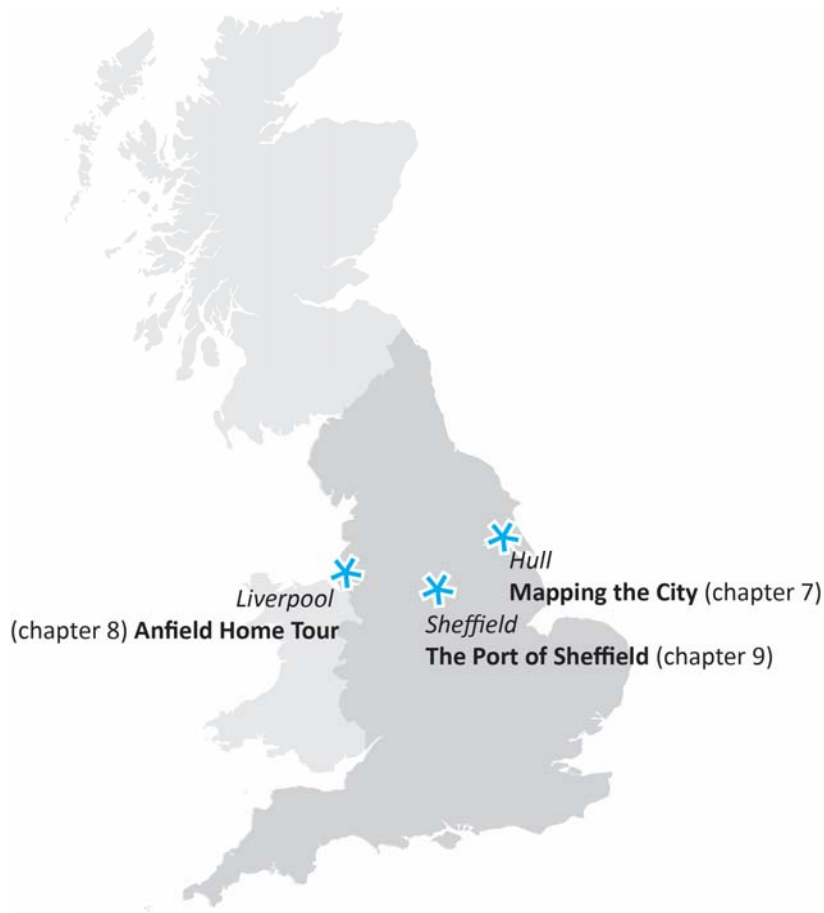 Hull
Mapping the City (chapter 7)
Liverpool
(chapter 8) Anfield Home Tour
Sheffield
The Port of Sheffield (chapter 9)